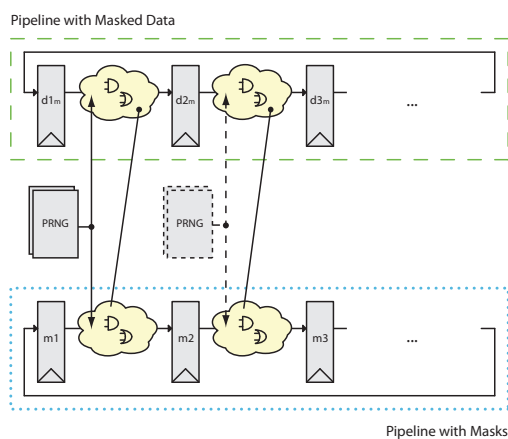 Pipeline with Masked Data
d1m
d2m
d3m
...
PRNG
PRNG
m1
m2
m3
...
Pipeline with Masks